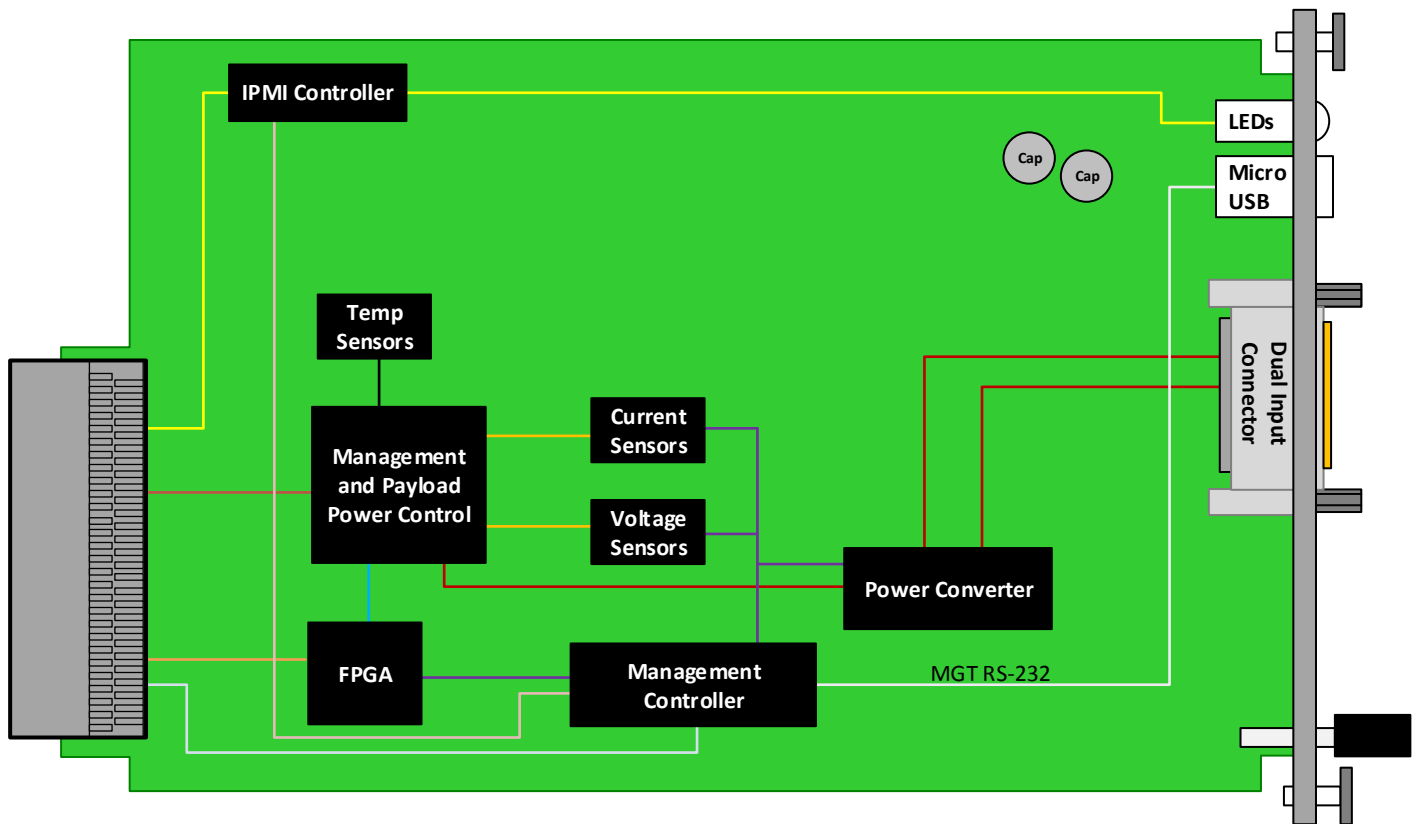 IPMI Controller
LEDs
Cap
Cap
Micro
USB
Temp
Sensors
Dual Input
Connector
Current
Sensors
Management
and Payload
Power Control
Voltage
Sensors
Power Converter
FPGA
Management
Controller
MGT RS-232